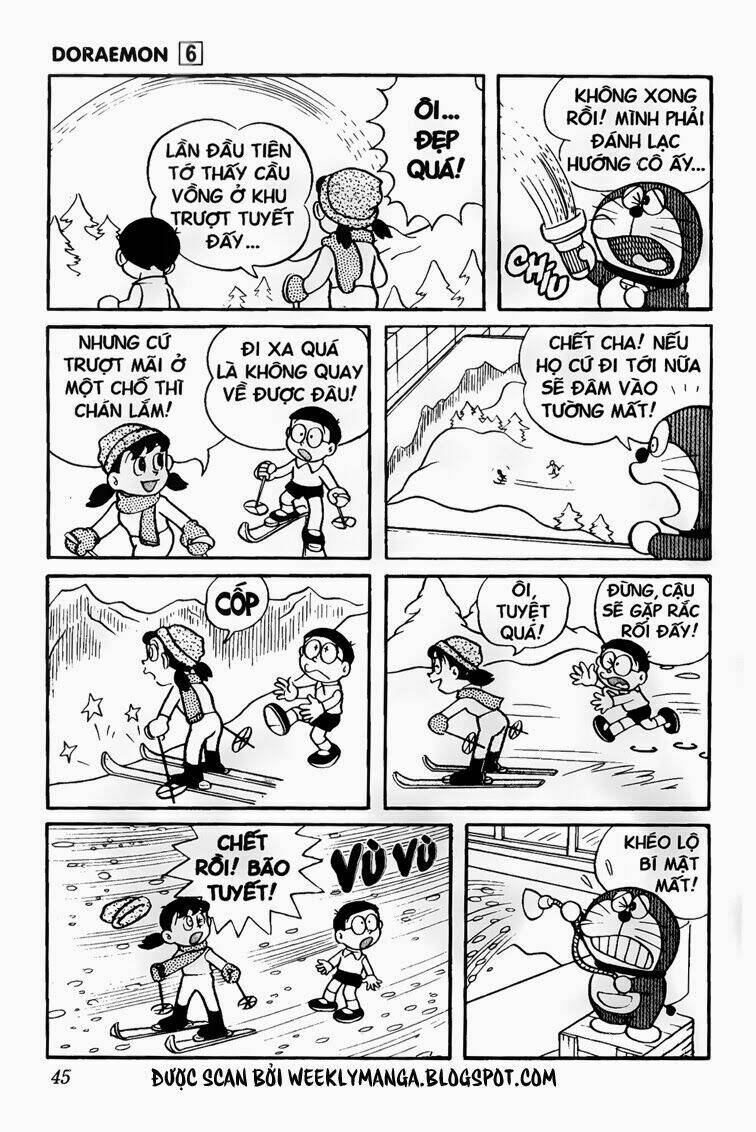 DORAEMON 6
LẦN ĐẦU TIÊN
TỚ THẤY CẦU
VỒNG Ở KHU
TRƯỢT TUYẾT
ĐẤY...
ÔI...
ĐẸP
QUÁ!
KHÔNG XONG
RỒI! MÌNH PHẢI
ĐÁNH LẠC
HƯỚNG CÔ ẤY...
CHÍU
NHƯNG CỨ
TRƯỢT MÃI Ở
MỘT CHỔ THÌ
CHÁN LẮM!
ĐI XA QUÁ
LÀ KHÔNG QUAY
VỀ ĐƯỢC ĐÂU!
CHẾT CHA! NẾU
HỌ CỨ ĐI TỚI NỮA
SẼ ĐÂM VÀO
TƯỜNG MẤT!
CỐP
ÔI,
TUYỆT
QUÁ!
ĐỪNG, CẬU
SẼ GẶP RẮC
RỐI ĐẤY!
CHẾT
RỒI! BÃO
TUYẾT!
VÙ VÙ
KHÉO LỘ
BÍ MẬT
MẤT!
45
ĐƯỢC SCAN BỞI WEEKLYMANGA.BLOGSPOT.COM